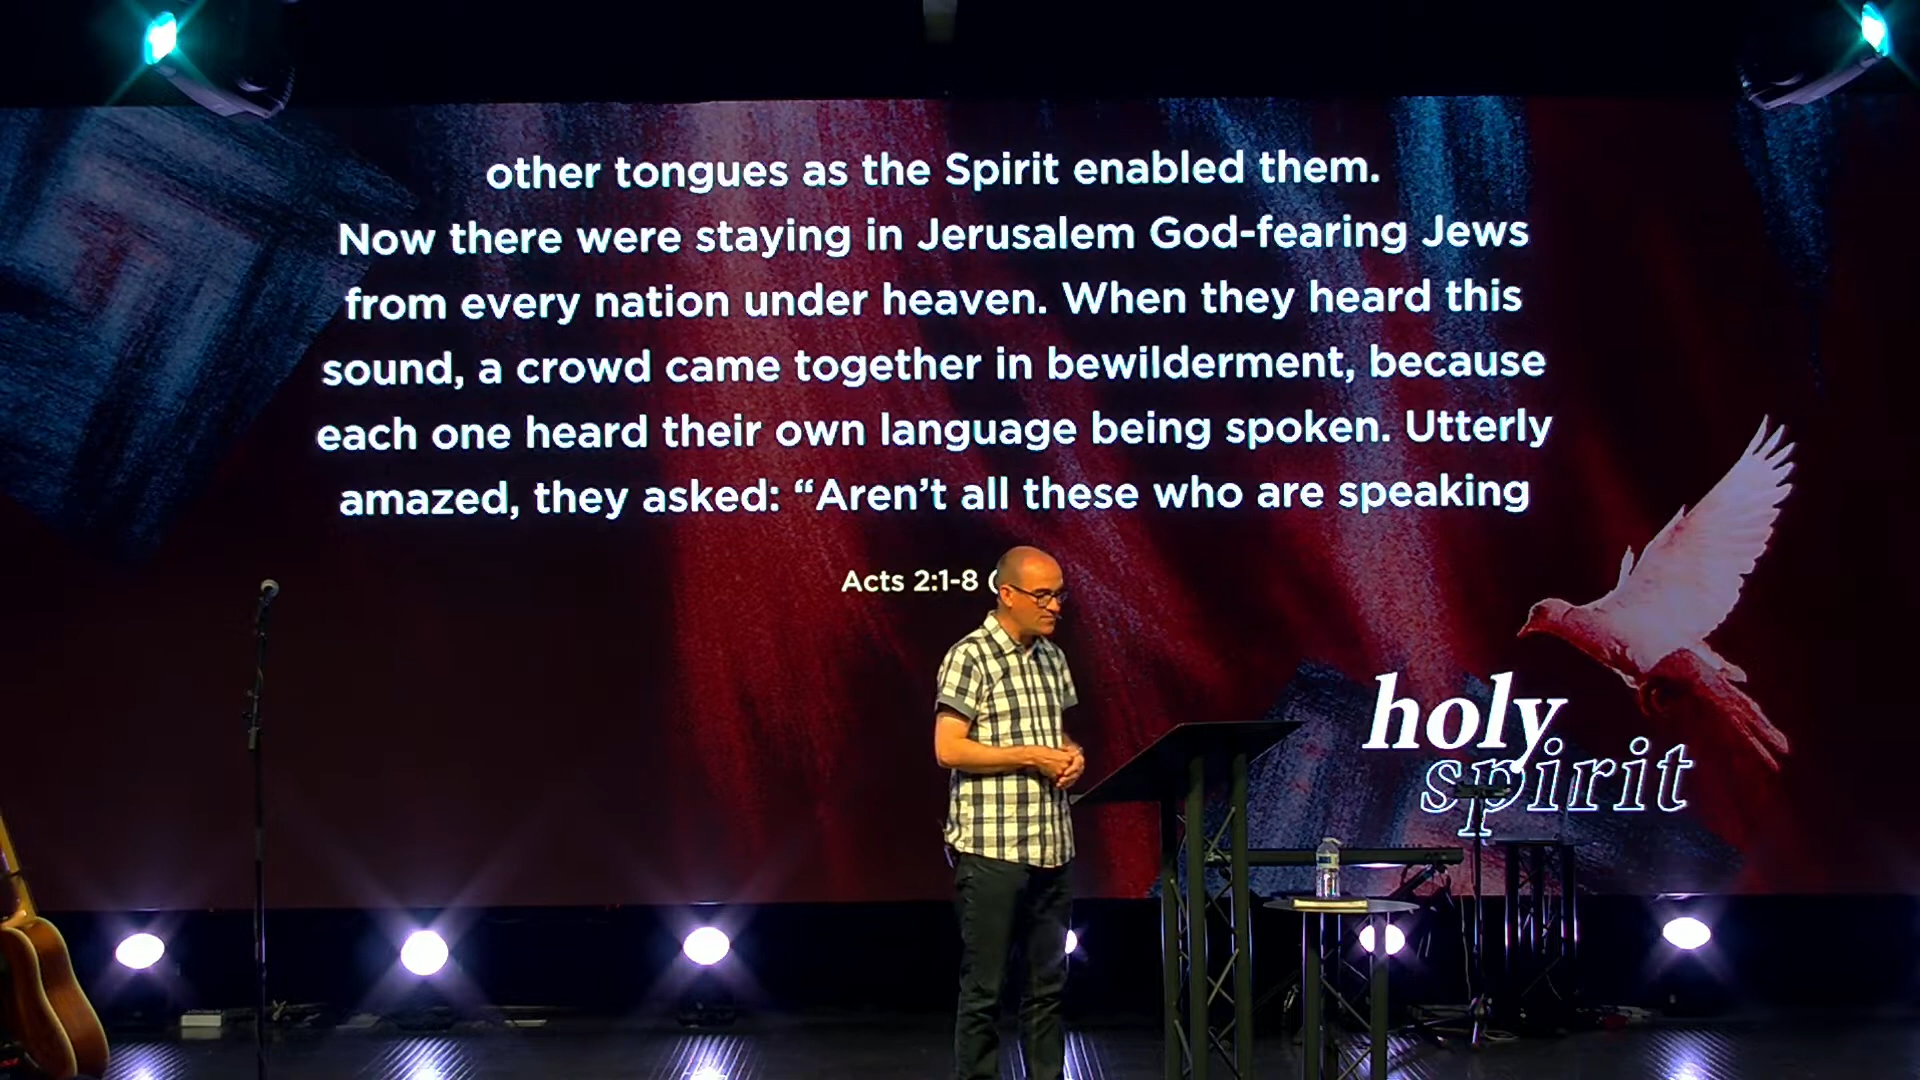 other tongues as the Spirit enabled them.
Now there were staying in Jerusalem God-fearing Jews
from every nation under heaven. When they heard this
sound, a crowd came together in bewilderment, because
each one heard their own language being spoken. Utterly
amazed, they asked: “Aren’t all these who are speaking
Acts 2:1-8 (
holy
spirit